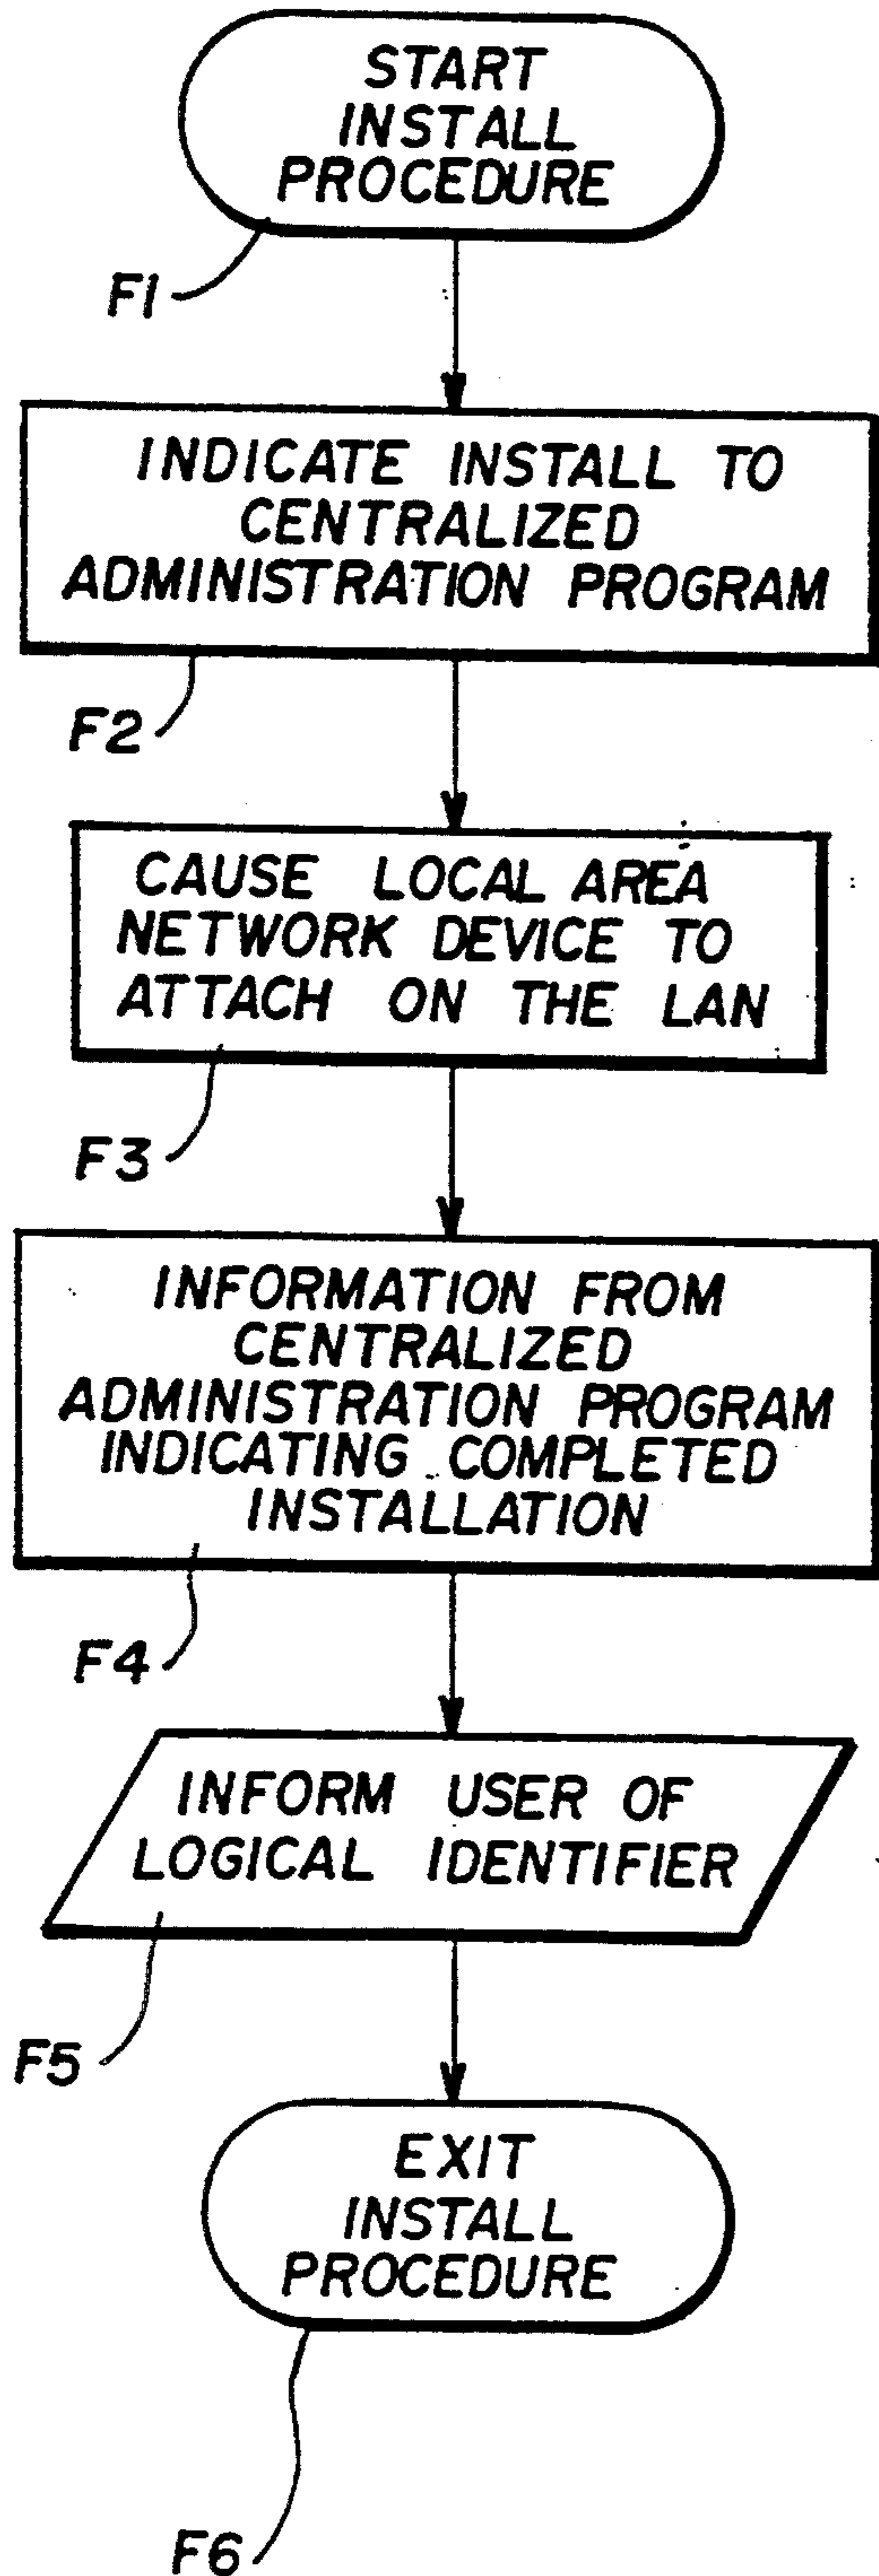 START
INSTALL
PROCEDURE
F1
INDICATE INSTALL TO
CENTRALIZED
ADMINISTRATION PROGRAM
F2
CAUSE LOCAL AREA
NETWORK DEVICE TO
ATTACH ON THE LAN
F3
INFORMATION FROM
CENTRALIZED
ADMINISTRATION PROGRAM
INDICATING COMPLETED
INSTALLATION
F4
INFORM USER OF
LOGICAL IDENTIFIER
F5
EXIT
INSTALL
PROCEDURE
F6